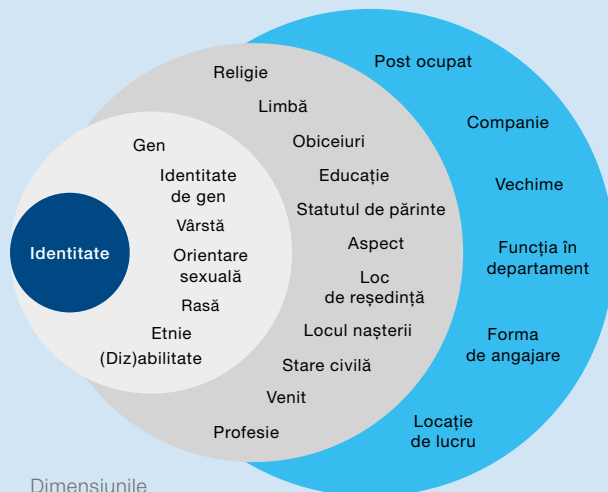 Identitate
Gen
Identitate
de gen
Vârstă
Orientare
sexuală
Rasă
Etnie
(Diz)abilitate
Religie
Limbă
Obiceiuri
Educație
Statutul de părinte
Aspect
Loc
de reședință
Locul nașterii
Stare civilă
Venit
Profesie
Post ocupat
Companie
Vechime
Funcția în
departament
Forma
de angajare
Locație
de lucru
Dimensiunile